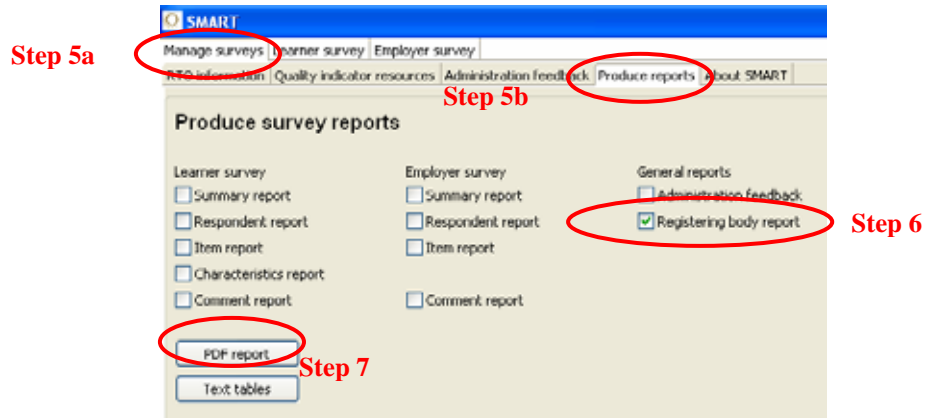 SMART
Step 5a
Manage surveys Learner survey Employer survey
RTO information Quality indicator resources Administration feedback Produce reports About SMART
Step 5b
Produce survey reports
Learner survey Employer survey General reports
Summary report Summary report Administration feedback
Respondent report Respondent report Registering body report
Step 6
Item report Item report
Characteristics report
Comment report Comment report
PDF report
Step 7
Text tables